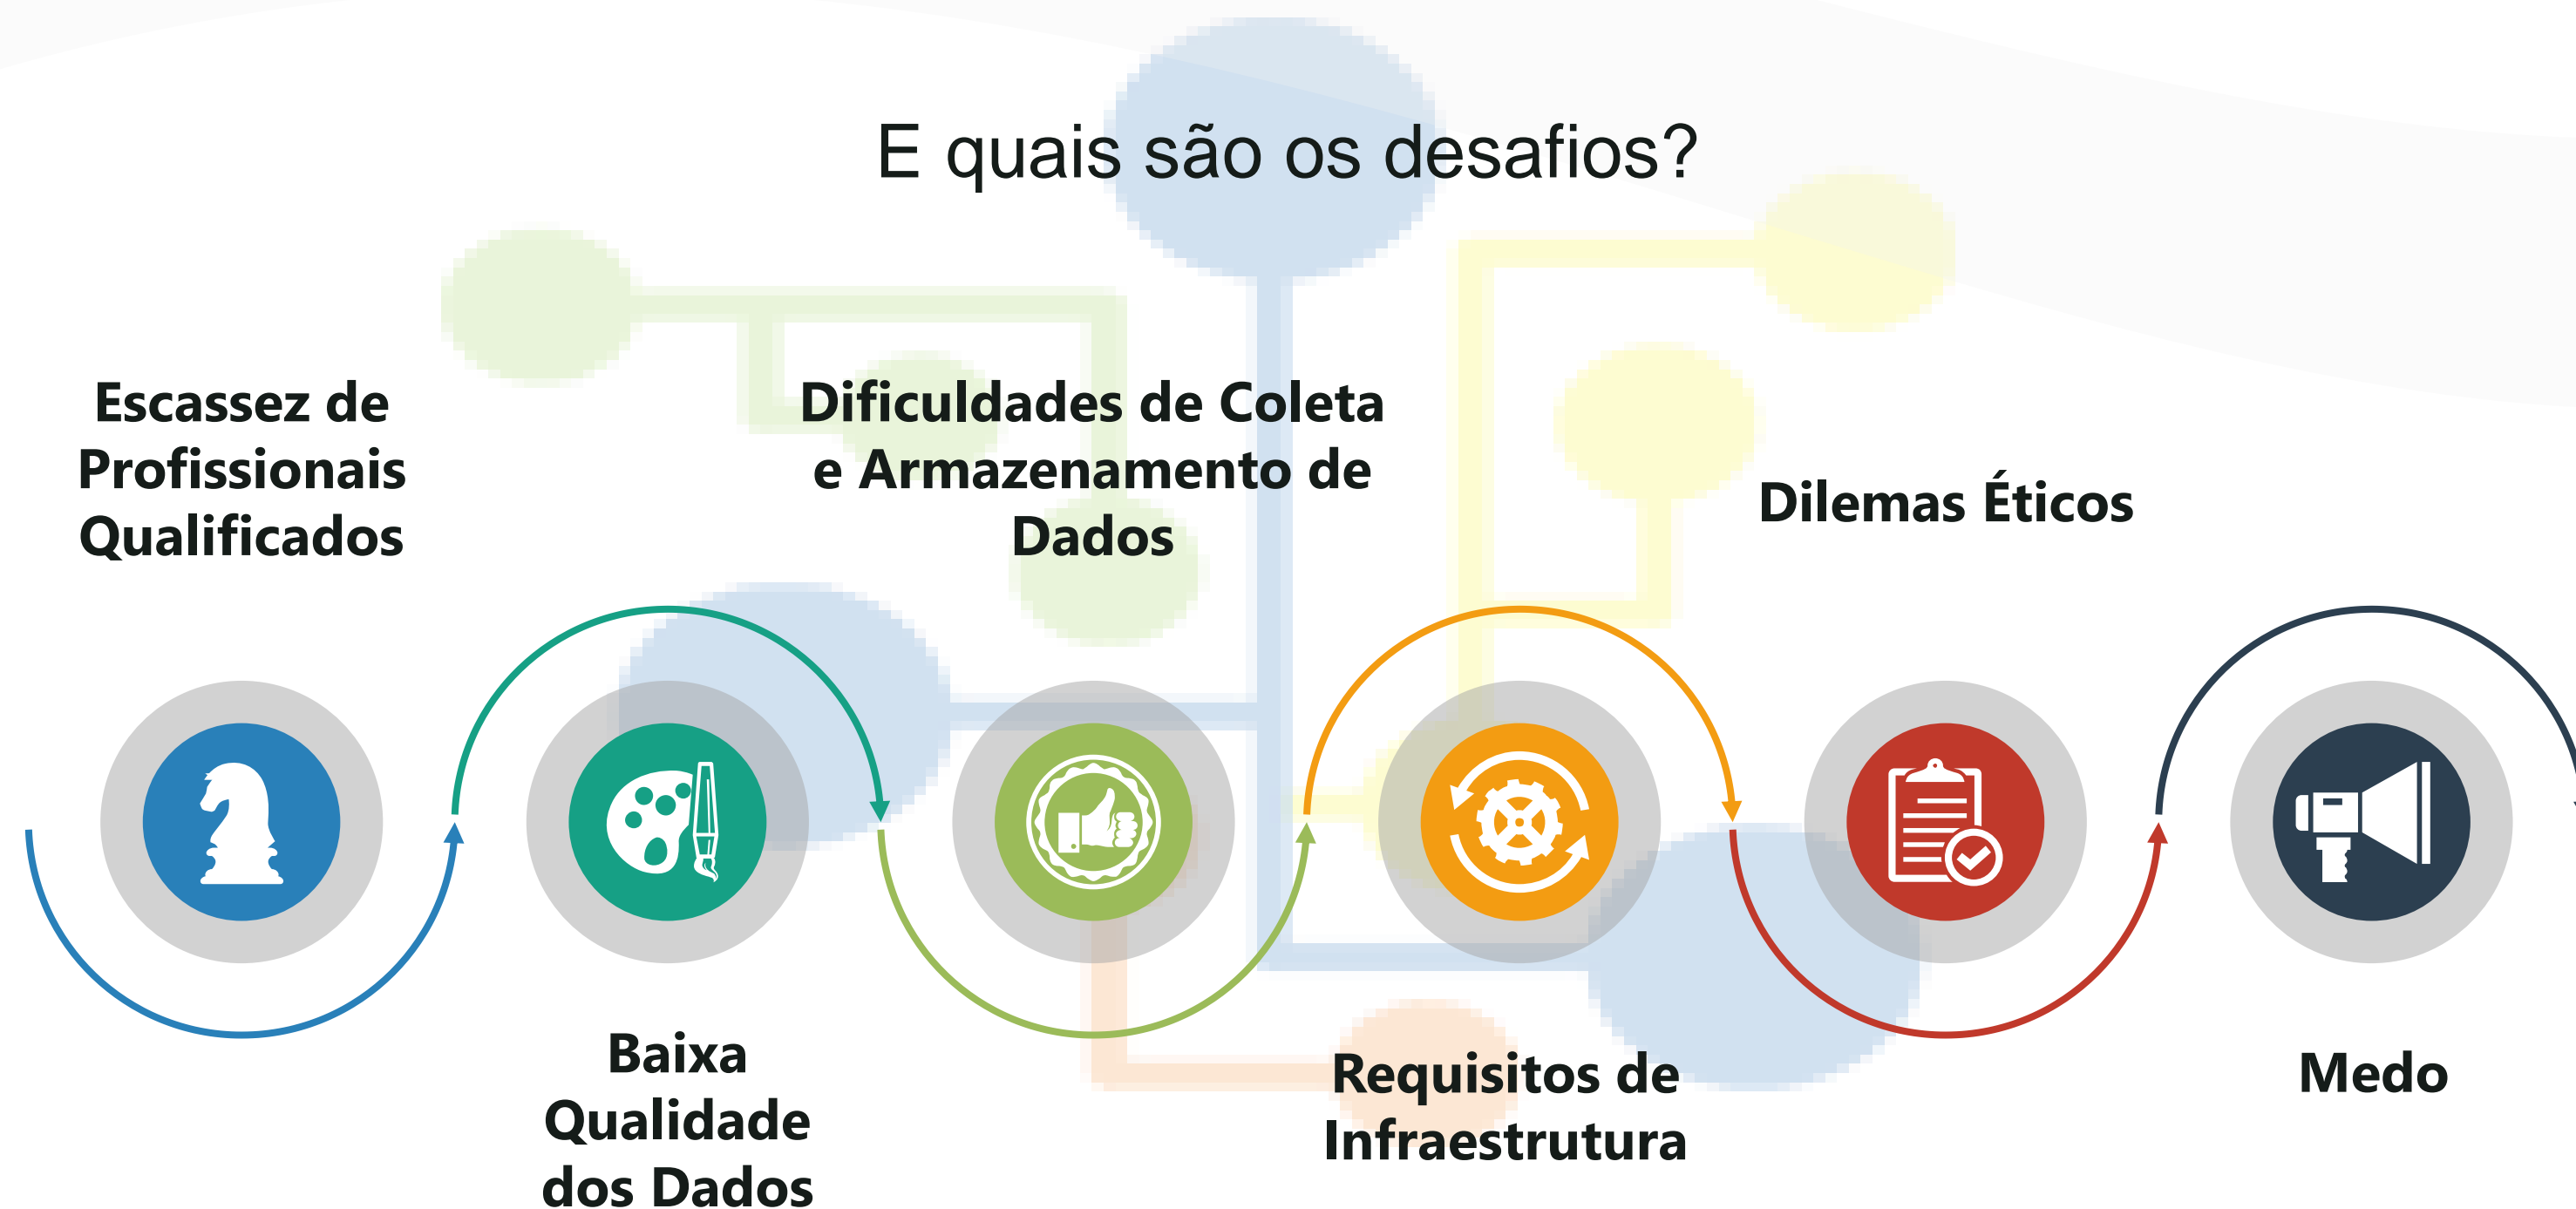 E quais são os desafios?
Escassez de
Profissionais
Qualificados
Baixa
Qualidade
dos Dados
Dificuldades de Coleta
e Armazenamento de
Dados
Requisitos de
Infraestrutura
Dilemas Éticos
Medo